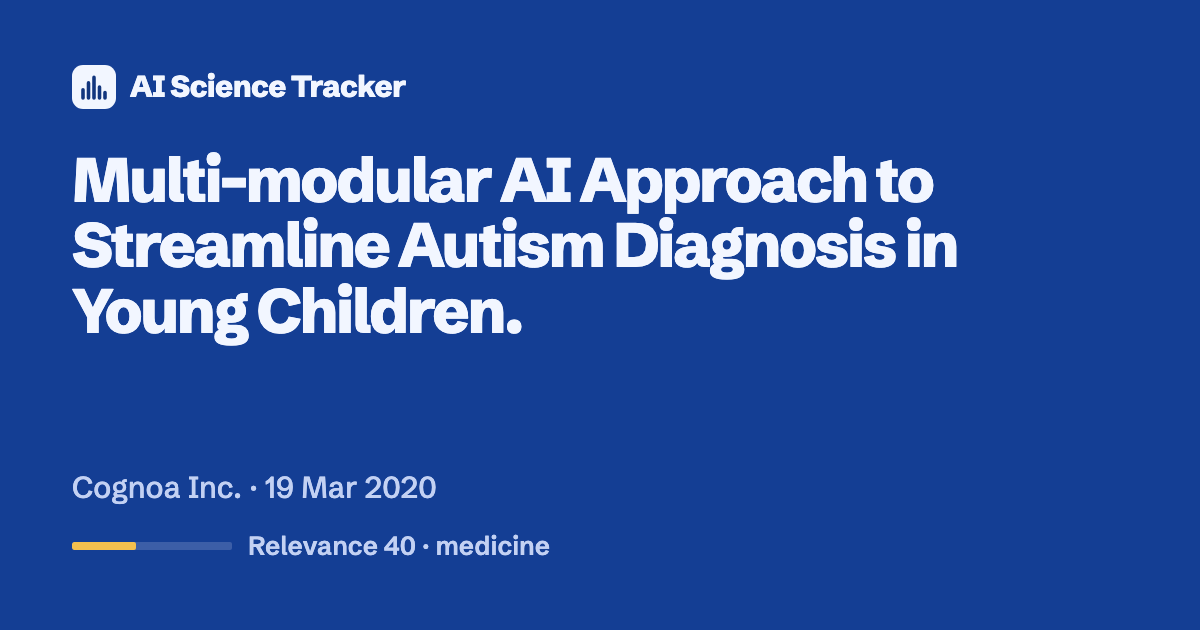 AI Science Tracker
Multi-modular AI Approach to
Streamline Autism Diagnosis in
Young Children.
Cognoa Inc. · 19 Mar 2020
Relevance 40 · medicine